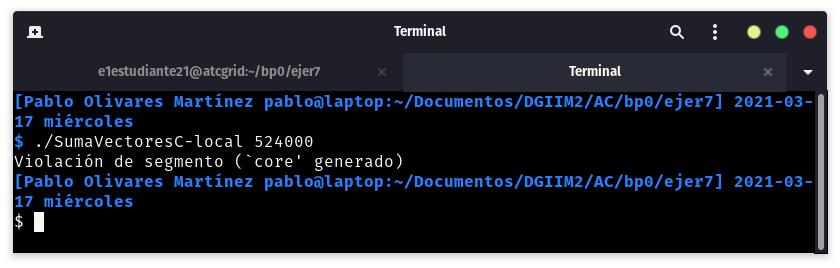 Terminal
e1estudiante21@atcgrid:~/bp0/ejer7
Terminal
[Pablo Olivares Martínez pablo@laptop:~/Documentos/DGIIM2/AC/bp0/ejer7] 2021-03-
17 miércoles
$ ./SumaVectoresC-local 524000
Violación de segmento (`core' generado)
[Pablo Olivares Martínez pablo@laptop:~/Documentos/DGIIM2/AC/bp0/ejer7] 2021-03-
17 miércoles
$